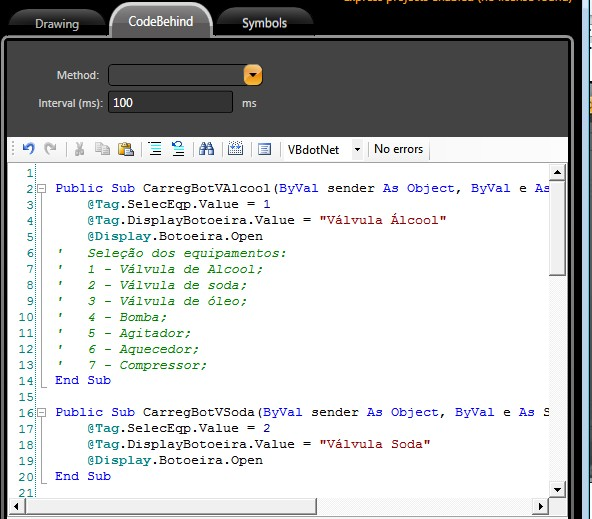 Drawing CodeBehind Symbols
Method:
Interval (ms): 100 ms
VBdotNet No errors
1
2 Public Sub CarregBotVAlcool(ByVal sender As Object, ByVal e As
3 @Tag.SelecEqp.Value = 1
4 @Tag.DisplayBotoeira.Value = "Válvula Álcool"
5 @Display.Botoeira.Open
6 ' Seleção dos equipamentos:
7 ' 1 - Válvula de Alcool;
8 ' 2 - Válvula de soda;
9 ' 3 - Válvula de óleo;
10 ' 4 - Bomba;
11 ' 5 - Agitador;
12 ' 6 - Aquecedor;
13 ' 7 - Compressor;
14 End Sub
15
16 Public Sub CarregBotVSoda(ByVal sender As Object, ByVal e As S
17 @Tag.SelecEqp.Value = 2
18 @Tag.DisplayBotoeira.Value = "Válvula Soda"
19 @Display.Botoeira.Open
20 End Sub
21